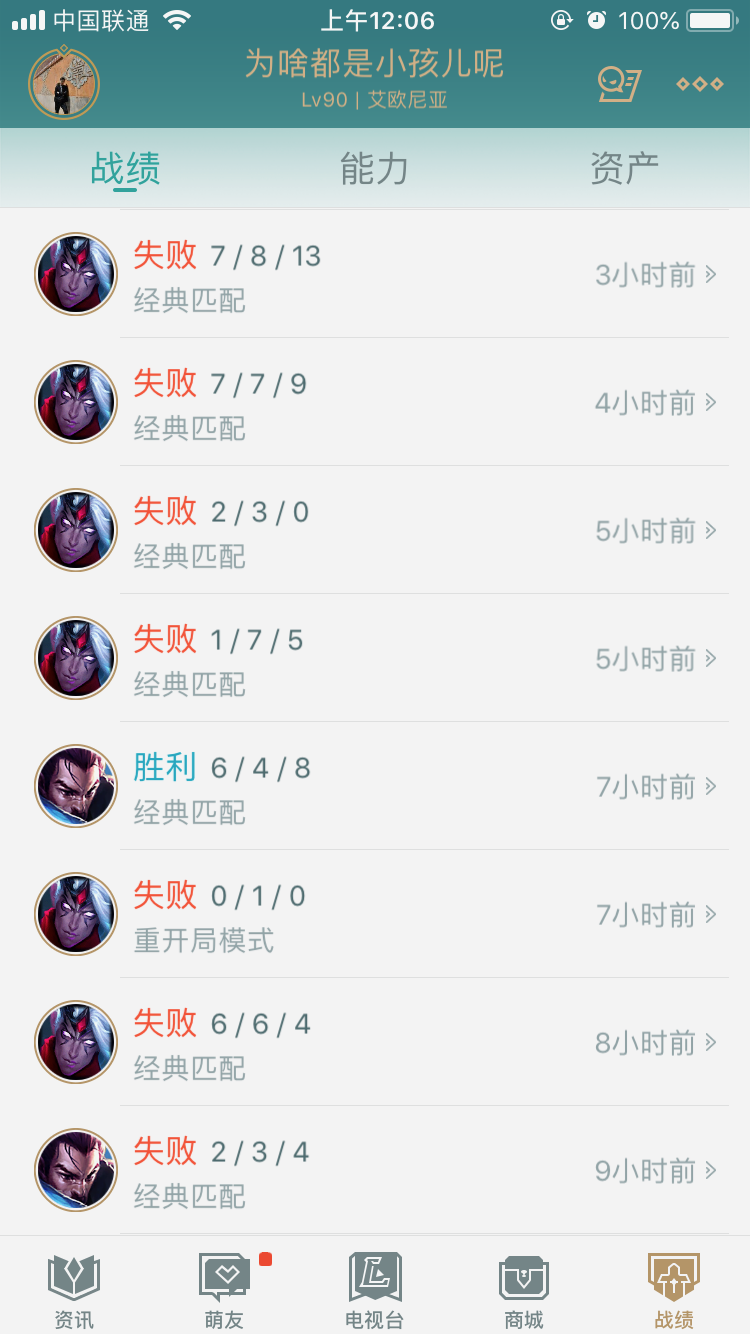 中国联通 上午12:06 100%
为啥都是小孩儿呢
Lv90 | 艾欧尼亚
战绩 能力 资产
失败 7 / 8 / 13
经典匹配
3小时前
失败 7 / 7 / 9
经典匹配
4小时前
失败 2 / 3 / 0
经典匹配
5小时前
失败 1 / 7 / 5
经典匹配
5小时前
胜利 6 / 4 / 8
经典匹配
7小时前
失败 0 / 1 / 0
重开局模式
7小时前
失败 6 / 6 / 4
经典匹配
8小时前
失败 2 / 3 / 4
经典匹配
9小时前
资讯 萌友 电视台 商城 战绩